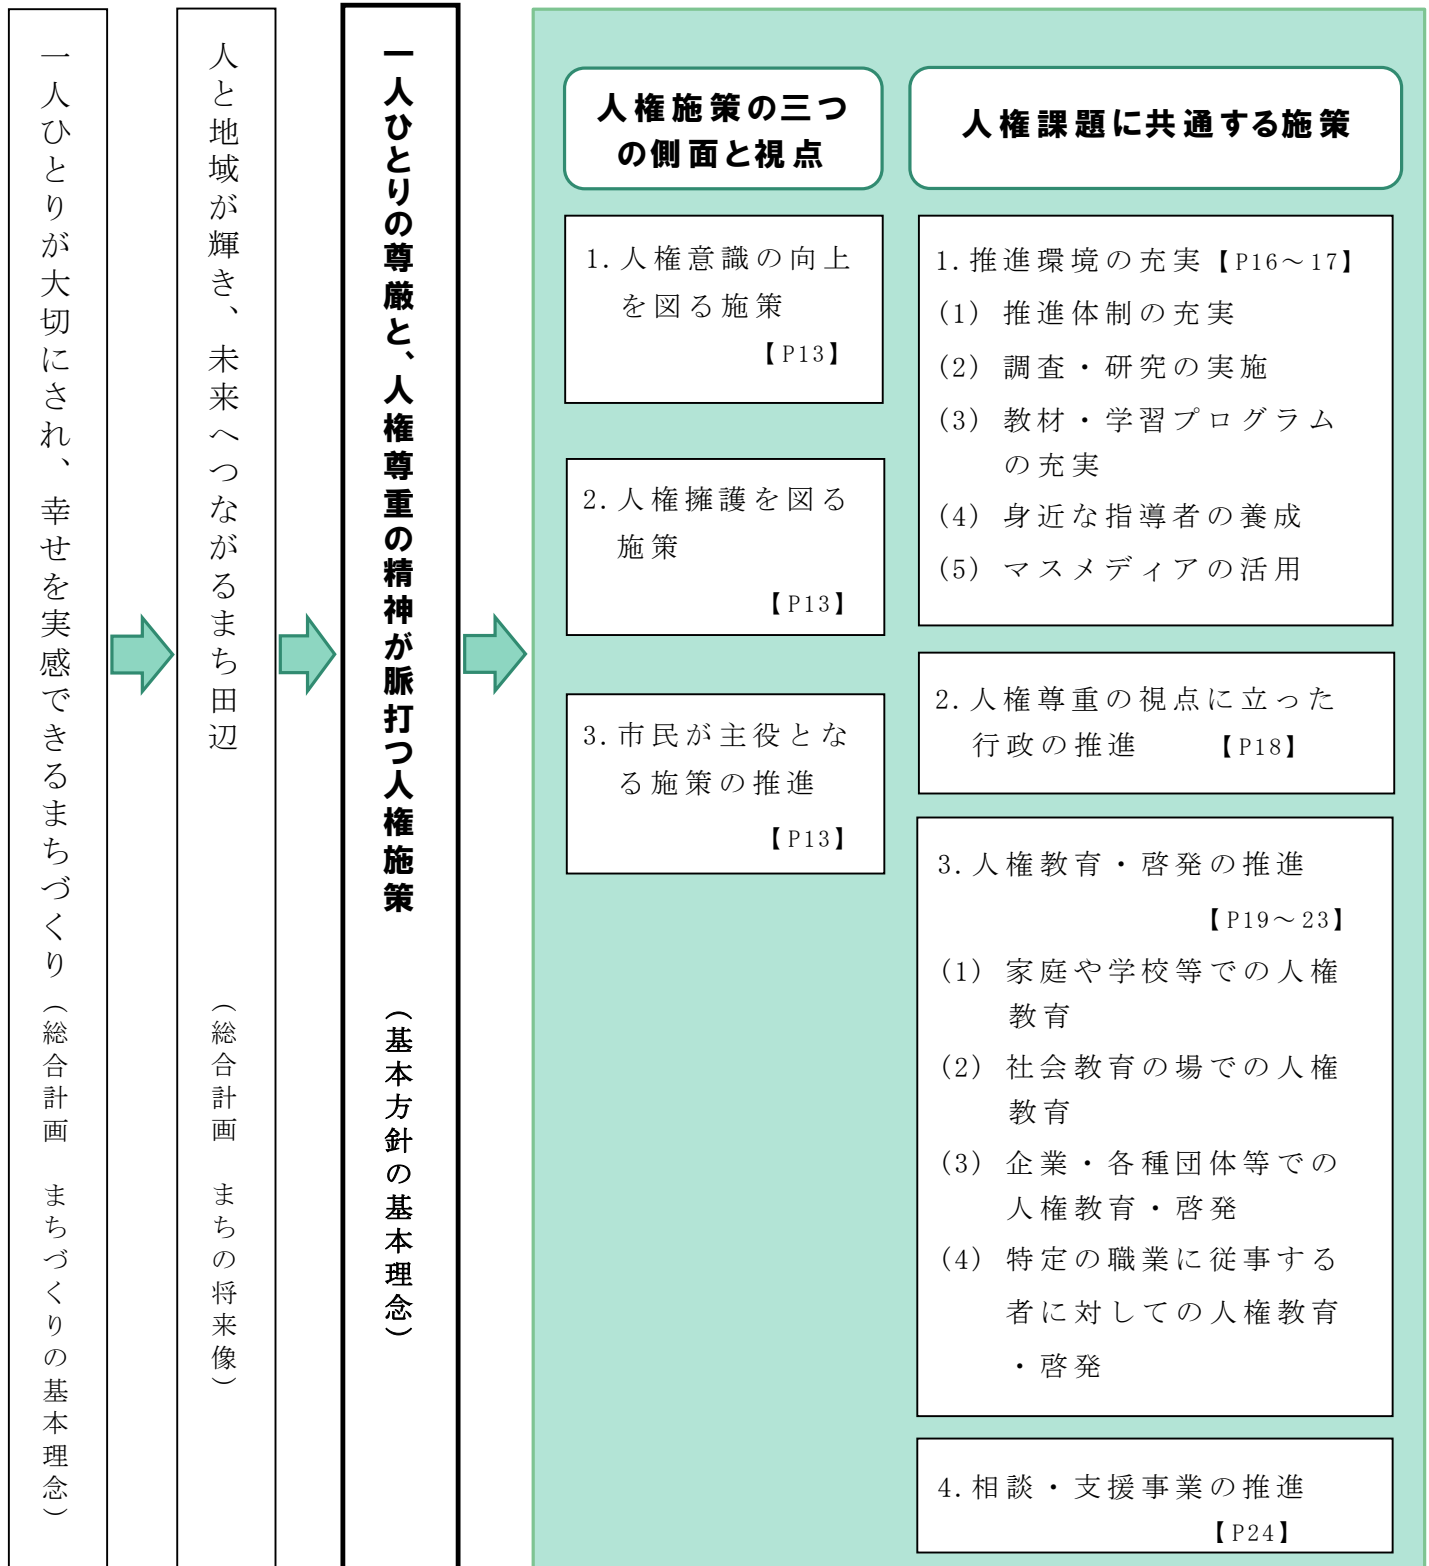 一人ひとりが大切にされ、幸せを実感できるまちづくり（総合計画　まちづくりの基本理念）
人と地域が輝き、未来へつながるまち田辺　（総合計画　まちの将来像）
一人ひとりの尊厳と、人権尊重の精神が脈打つ人権施策　（基本方針の基本理念）
人権施策の三つ
の側面と視点
1.人権意識の向上
を図る施策
【P13】
2.人権擁護を図る
施策
【P13】
3.市民が主役とな
る施策の推進
【P13】
人権課題に共通する施策
1.推進環境の充実【P16～17】
(1) 推進体制の充実
(2) 調査・研究の実施
(3) 教材・学習プログラム
の充実
(4) 身近な指導者の養成
(5) マスメディアの活用
2.人権尊重の視点に立った
行政の推進　【P18】
3.人権教育・啓発の推進
【P19～23】
(1) 家庭や学校等での人権
教育
(2) 社会教育の場での人権
教育
(3) 企業・各種団体等での
人権教育・啓発
(4) 特定の職業に従事する
者に対しての人権教育
・啓発
4.相談・支援事業の推進
【P24】